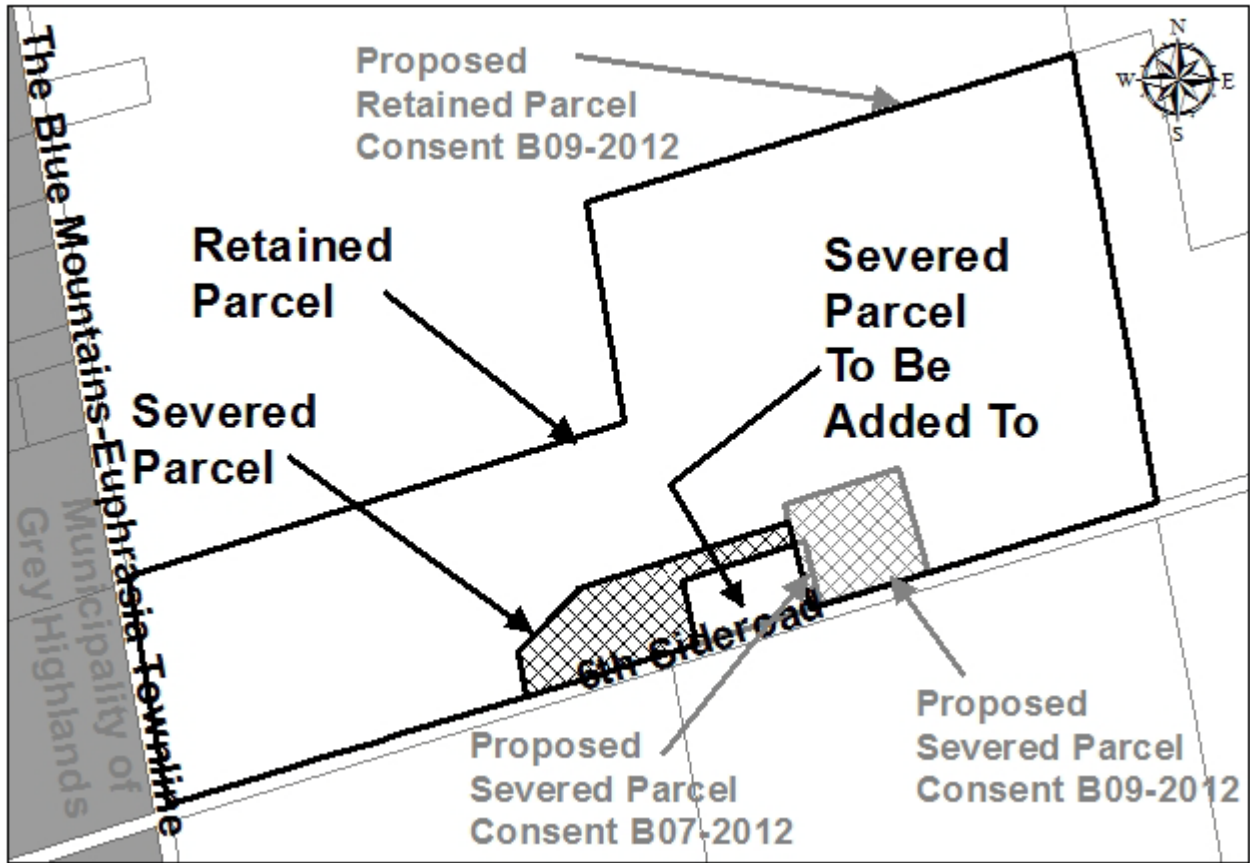 The Blue Mountains-Euphrasia Townline
Proposed
Retained Parcel
Consent B09-2012
N
W
E
S
Retained
Parcel
Severed
Parcel
To Be
Added To
Severed
Parcel
Municipality of
Grey Highlands
6th Sideroad
Proposed
Severed Parcel
Consent B07-2012
Proposed
Severed Parcel
Consent B09-2012